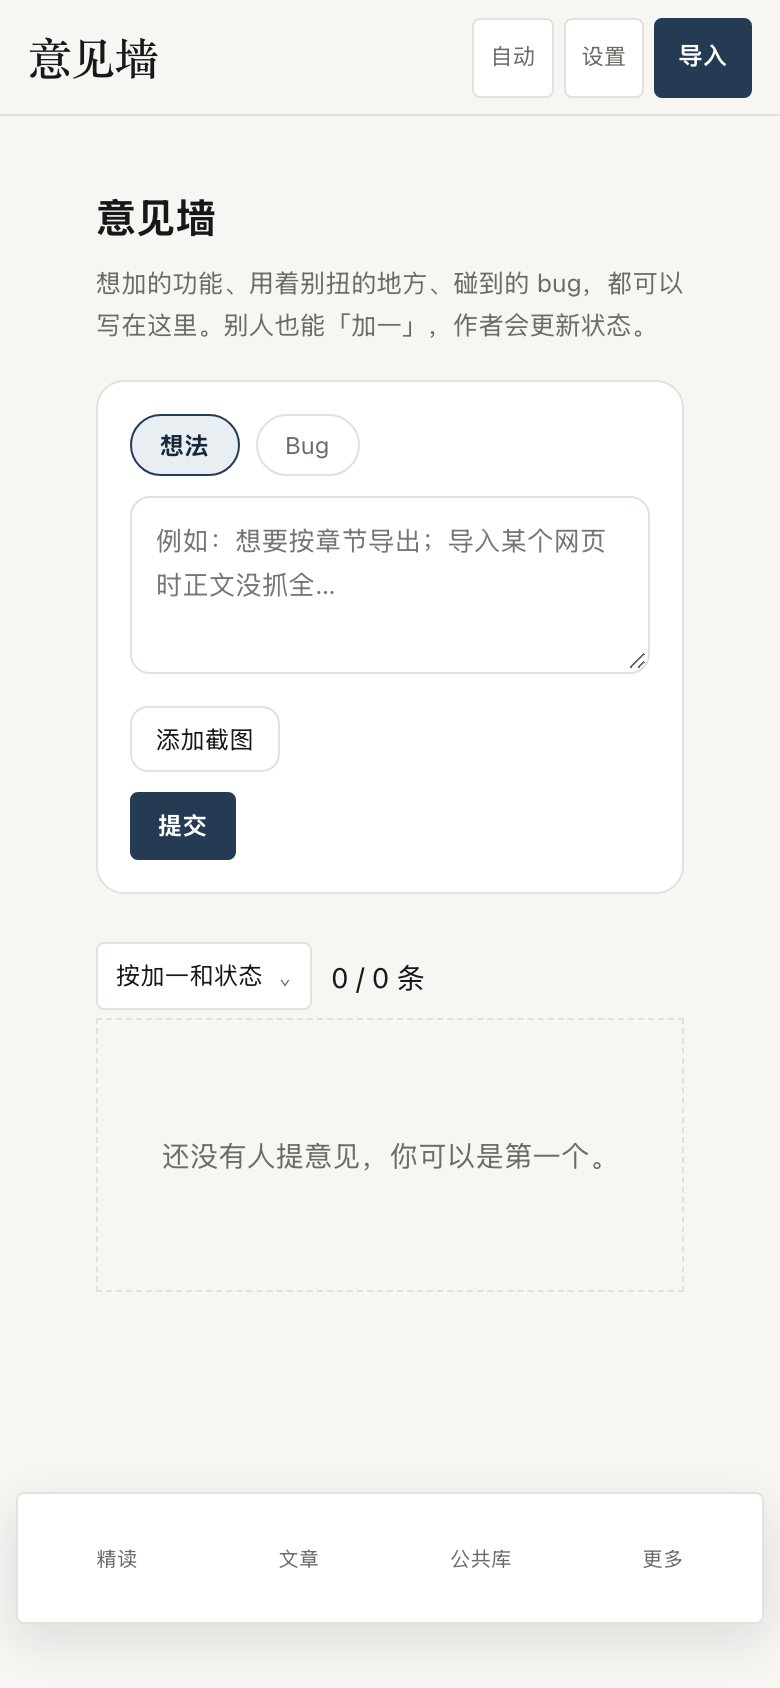 意见墙
自动
设置
导入
意见墙
想加的功能、用着别扭的地方、碰到的 bug，都可以
写在这里。别人也能「加一」，作者会更新状态。
想法
Bug
例如：想要按章节导出；导入某个网页
时正文没抓全…
添加截图
提交
按加一和状态
0 / 0 条
还没有人提意见，你可以是第一个。
精读
文章
公共库
更多